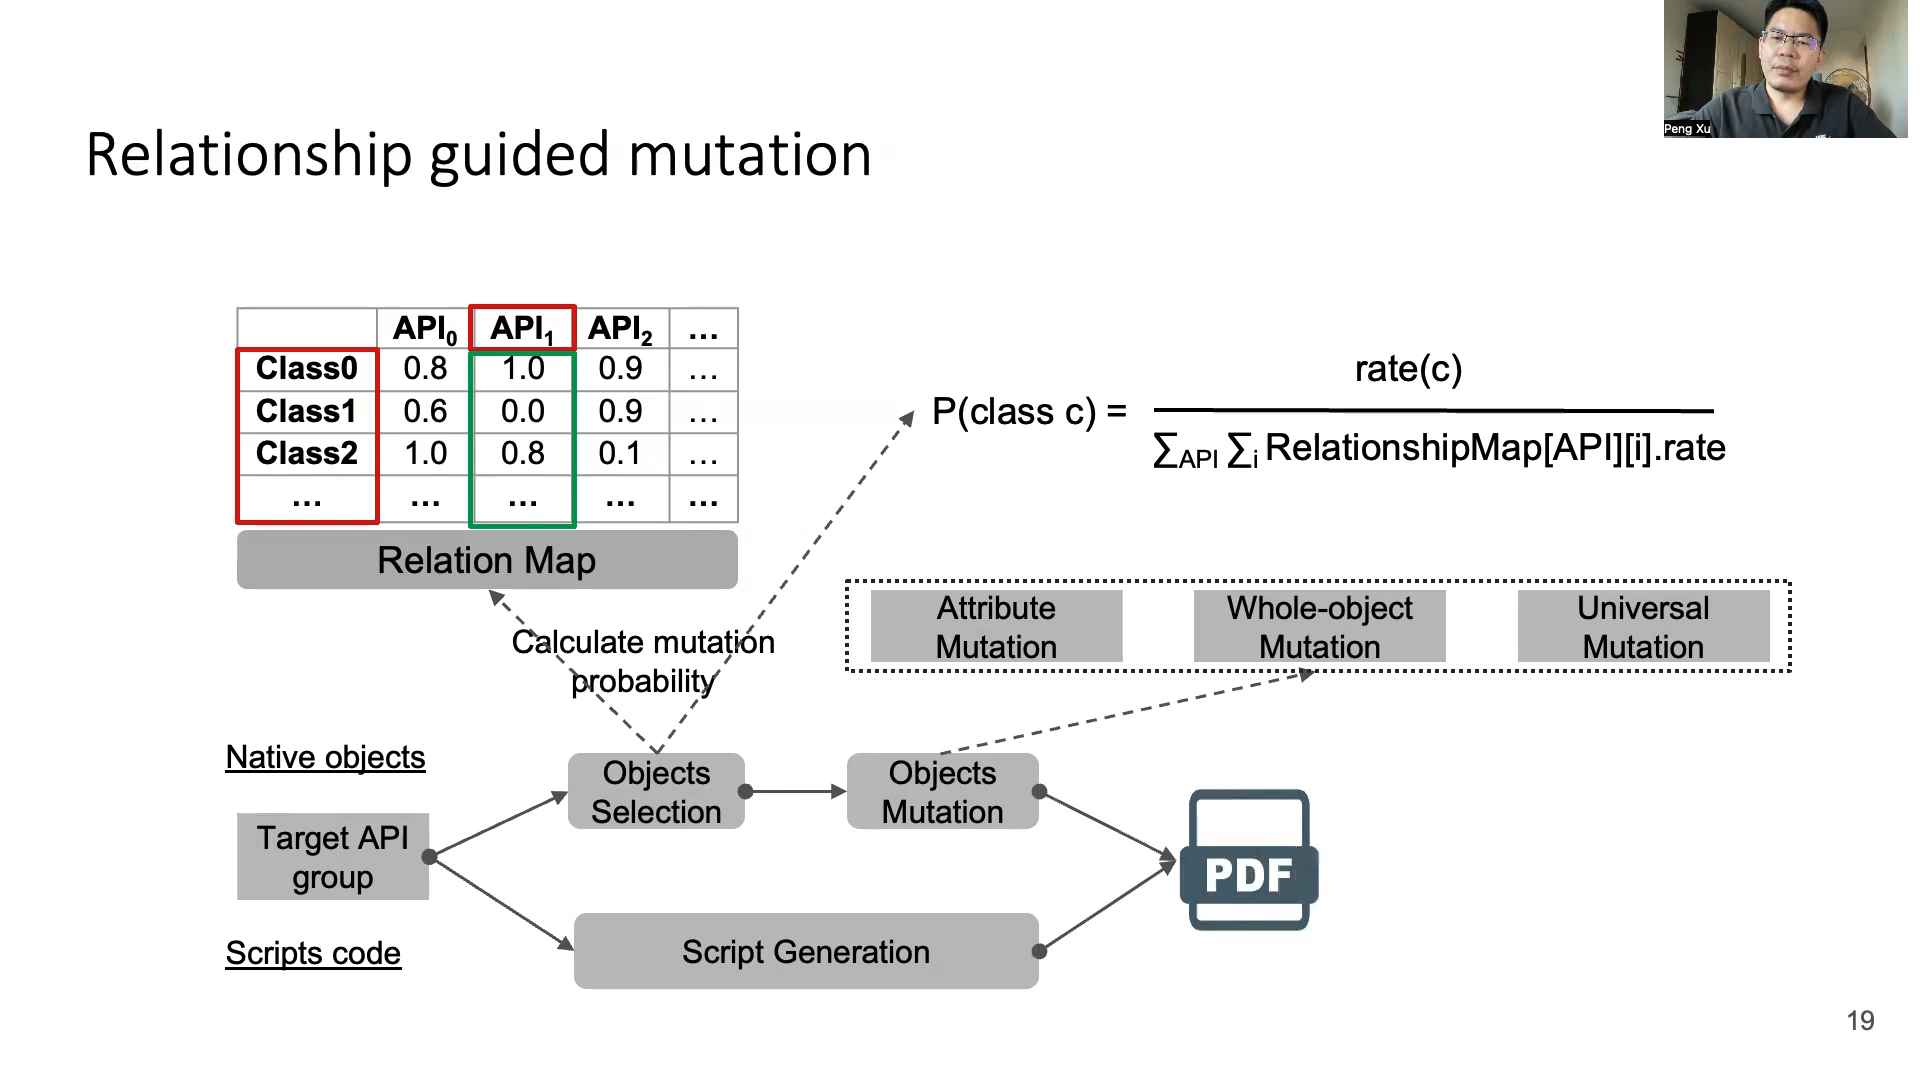 Peng Xu
Relationship guided mutation
API₀ API₁ API₂ ...
Class0 0.8 1.0 0.9 ...
Class1 0.6 0.0 0.9 ...
Class2 1.0 0.8 0.1 ...
... ... ... ... ...
Relation Map
rate(c)
P(class c) =
∑API ∑i RelationshipMap[API][i].rate
Attribute
Mutation
Whole-object
Mutation
Universal
Mutation
Calculate mutation
probability
Native objects
Objects
Selection
Objects
Mutation
Target API
group
PDF
Scripts code
Script Generation
19